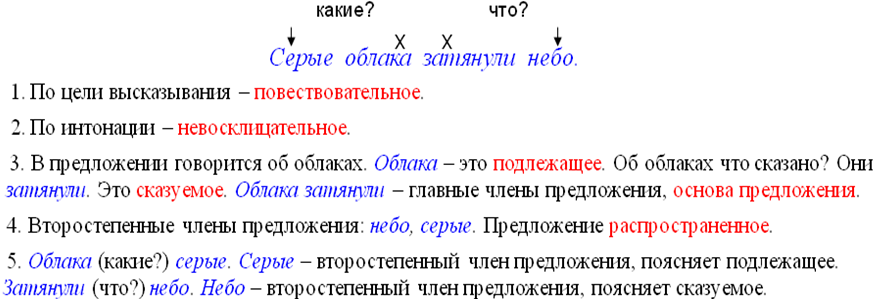 какие? что?
X X
Серые облака затянули небо.
1. По цели высказывания – повествовательное.
2. По интонации – невосклицательное.
3. В предложении говорится об облаках. Облака – это подлежащее. Об облаках что сказано? Они
затянули. Это сказуемое. Облака затянули – главные члены предложения, основа предложения.
4. Второстепенные члены предложения: небо, серые. Предложение распространенное.
5. Облака (какие?) серые. Серые – второстепенный член предложения, поясняет подлежащее.
Затянули (что?) небо. Небо – второстепенный член предложения, поясняет сказуемое.